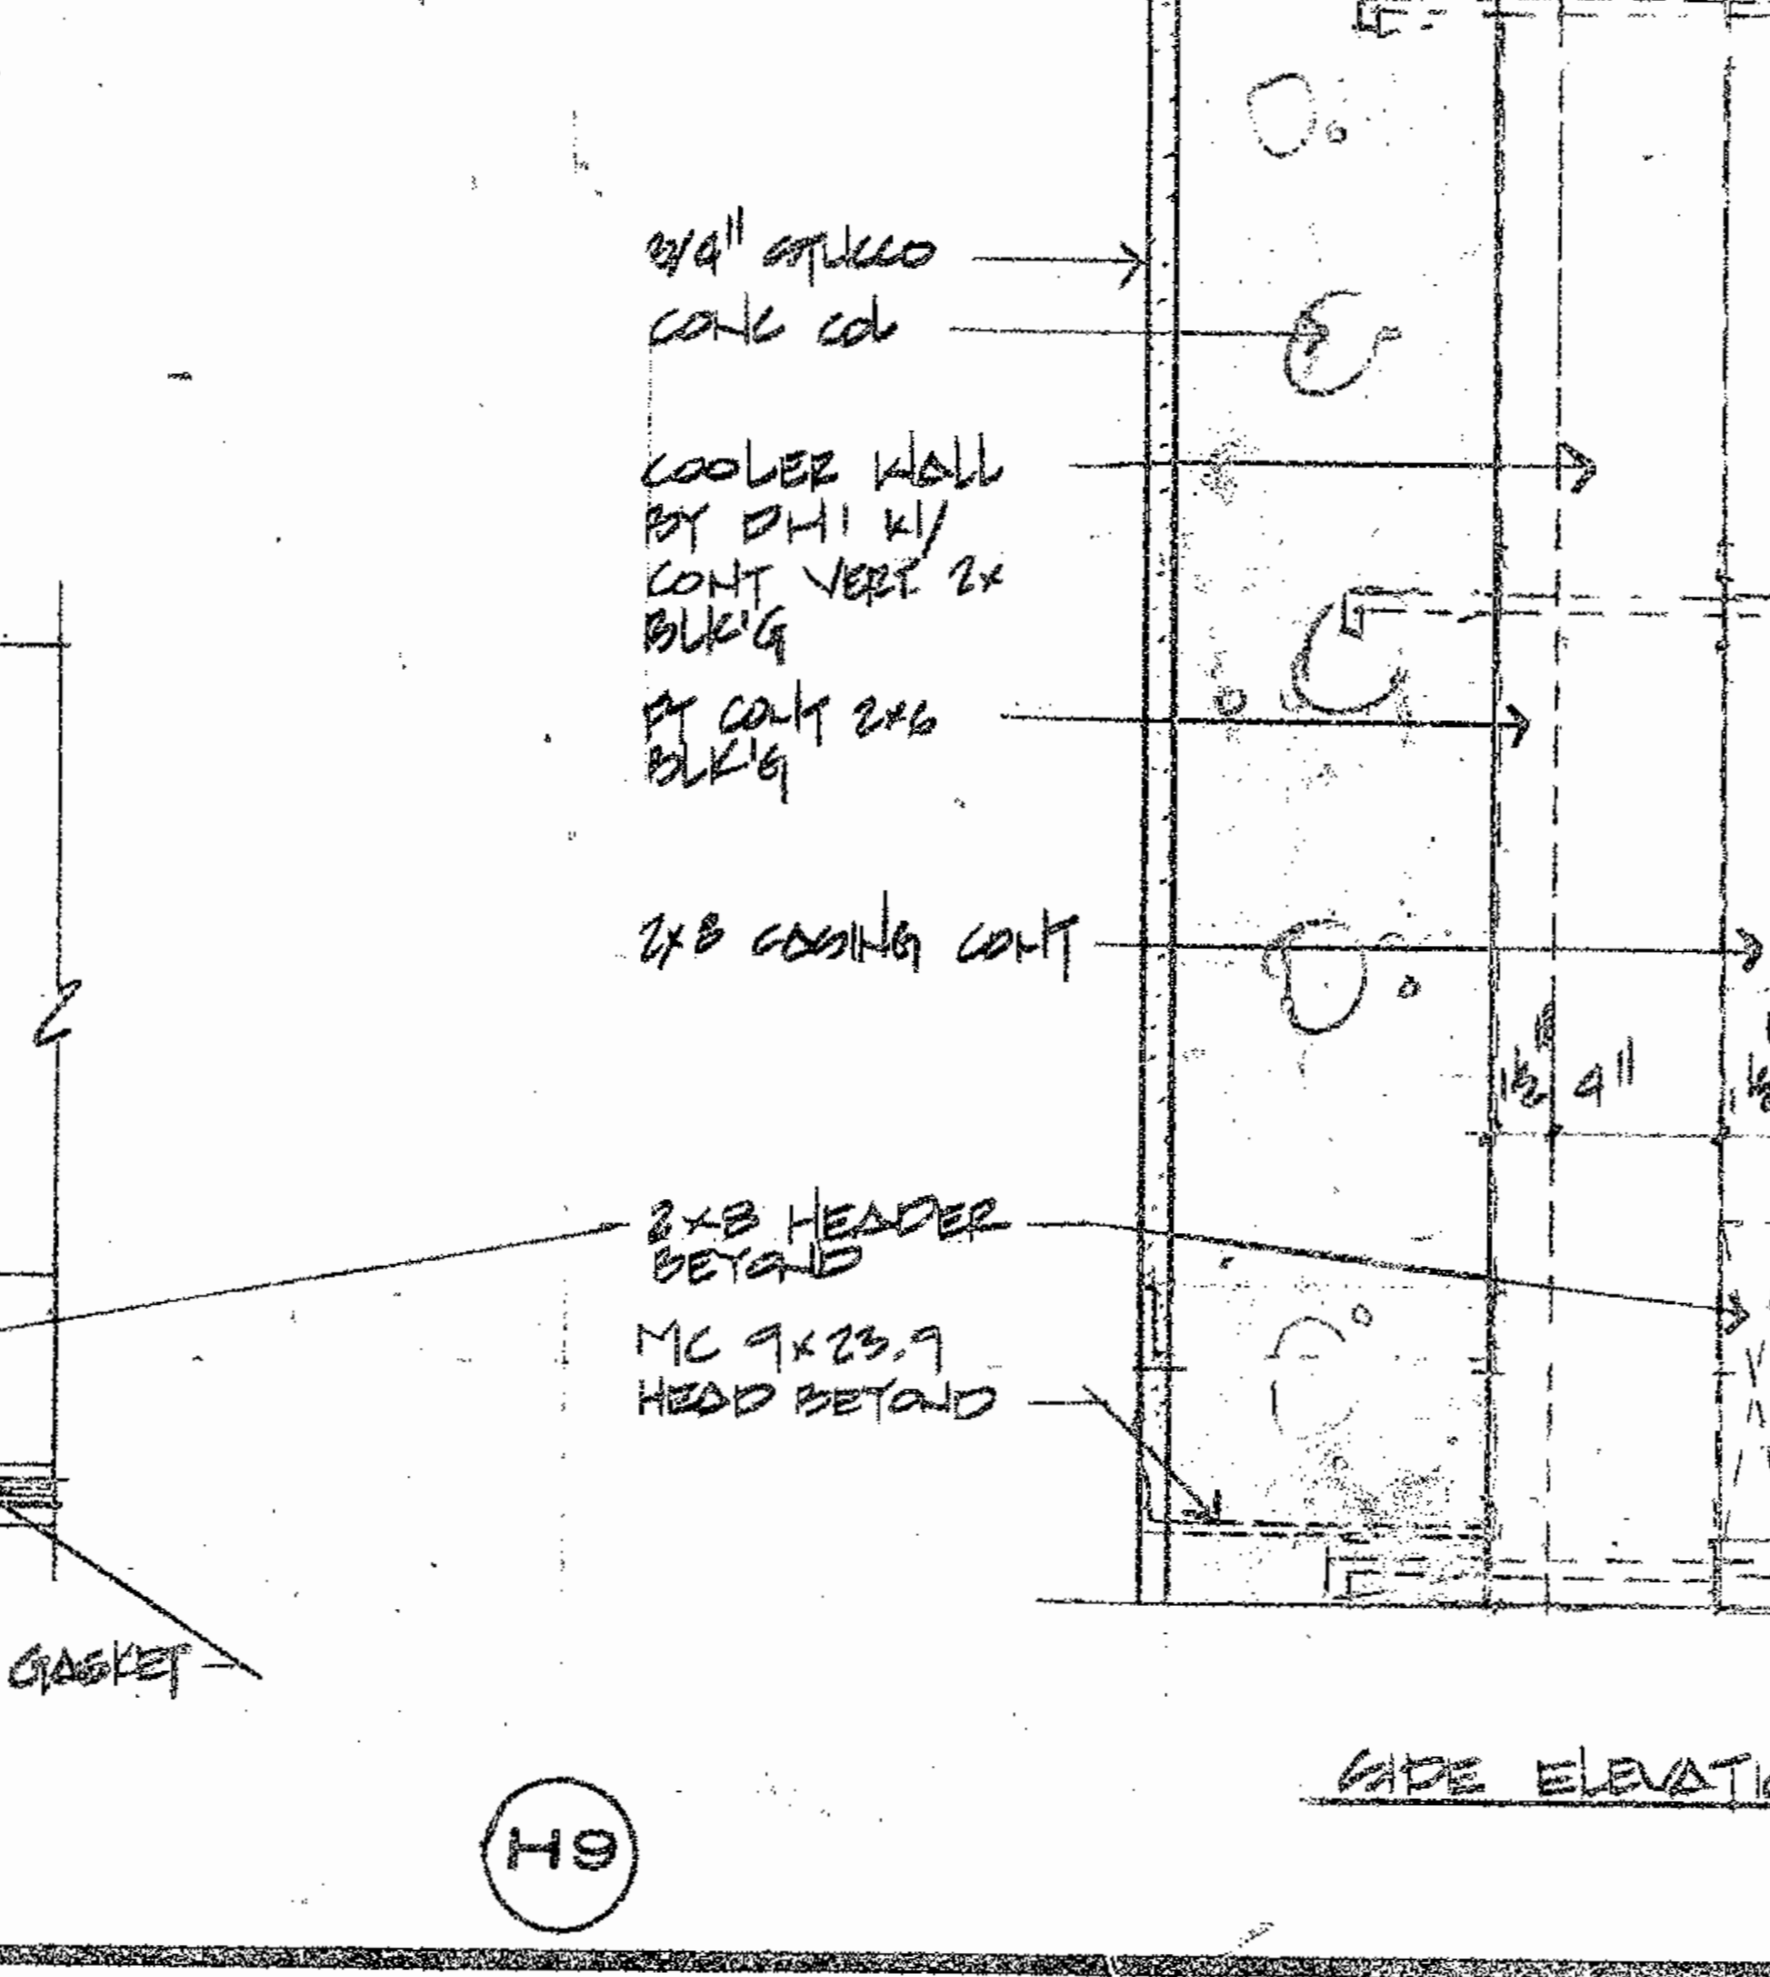 3/4" STUCCO
CONC COL
COOLER WALL
BY DHI W/
CONT VERT. 2x
BLK'G
PT CONT 2x6
BLK'G
2x8 CASING CONT
1½ 4"
2x8 HEADER
BEYOND
MC 9x23.9
HEAD BEYOND
GASKET
SIDE ELEVATI
H9